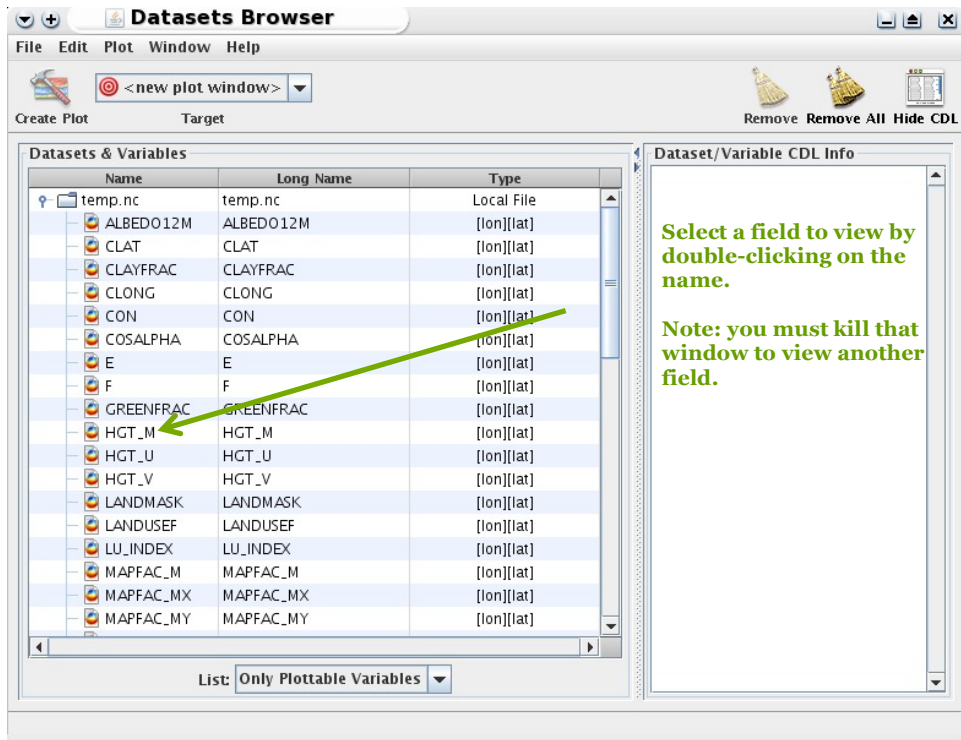 Datasets Browser
File Edit Plot Window Help
<new plot window>
Create Plot Target Remove Remove All Hide CDL
Datasets & Variables
Name Long Name Type
temp.nc temp.nc Local File
ALBEDO12M ALBEDO12M [lon][lat]
CLAT CLAT [lon][lat]
CLAYFRAC CLAYFRAC [lon][lat]
CLONG CLONG [lon][lat]
CON CON [lon][lat]
COSALPHA COSALPHA [lon][lat]
E E [lon][lat]
F F [lon][lat]
GREENFRAC GREENFRAC [lon][lat]
HGT_M HGT_M [lon][lat]
HGT_U HGT_U [lon][lat]
HGT_V HGT_V [lon][lat]
LANDMASK LANDMASK [lon][lat]
LANDUSEF LANDUSEF [lon][lat]
LU_INDEX LU_INDEX [lon][lat]
MAPFAC_M MAPFAC_M [lon][lat]
MAPFAC_MX MAPFAC_MX [lon][lat]
MAPFAC_MY MAPFAC_MY [lon][lat]
List: Only Plottable Variables
Dataset/Variable CDL Info
Select a field to view by
double-clicking on the
name.
Note: you must kill that
window to view another
field.